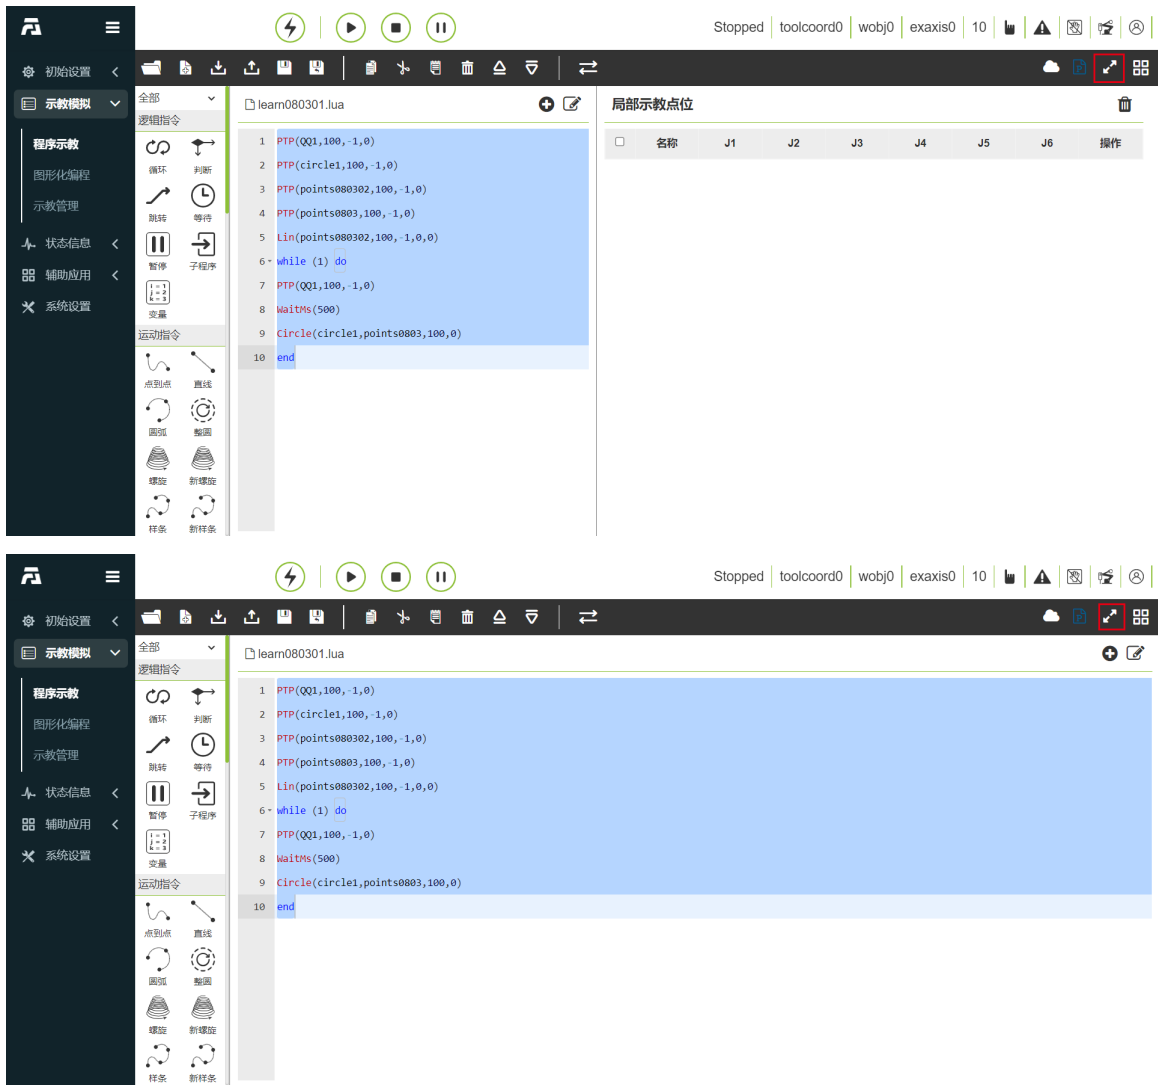 Stopped toolcoord0 wobj0 exaxis0 10
初始设置
示教模拟
程序示教
图形化编程
示教管理
状态信息
辅助应用
系统设置
全部
逻辑指令
循环 判断
跳转 等待
暂停 子程序
i = 1
j = 2
k = 3
变量
运动指令
点到点 直线
圆弧 整圆
螺旋 新螺旋
样条 新样条
learn080301.lua
1 PTP(QQ1,100,-1,0)
2 PTP(circle1,100,-1,0)
3 PTP(points080302,100,-1,0)
4 PTP(points0803,100,-1,0)
5 Lin(points080302,100,-1,0,0)
6 while (1) do
7 PTP(QQ1,100,-1,0)
8 WaitMs(500)
9 Circle(circle1,points0803,100,0)
10 end
局部示教点位
名称 J1 J2 J3 J4 J5 J6 操作
Stopped toolcoord0 wobj0 exaxis0 10
初始设置
示教模拟
程序示教
图形化编程
示教管理
状态信息
辅助应用
系统设置
全部
逻辑指令
循环 判断
跳转 等待
暂停 子程序
i = 1
j = 2
k = 3
变量
运动指令
点到点 直线
圆弧 整圆
螺旋 新螺旋
样条 新样条
learn080301.lua
1 PTP(QQ1,100,-1,0)
2 PTP(circle1,100,-1,0)
3 PTP(points080302,100,-1,0)
4 PTP(points0803,100,-1,0)
5 Lin(points080302,100,-1,0,0)
6 while (1) do
7 PTP(QQ1,100,-1,0)
8 WaitMs(500)
9 Circle(circle1,points0803,100,0)
10 end